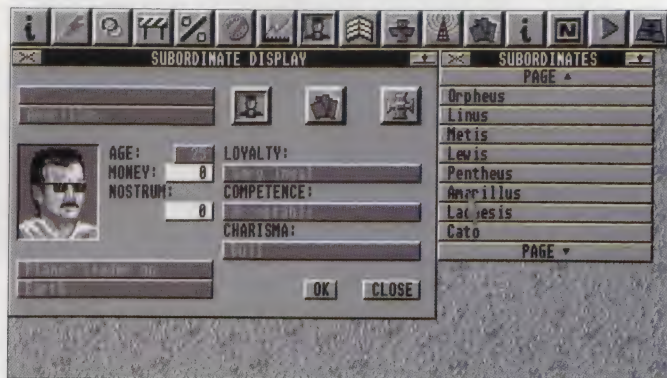 SUBORDINATE DISPLAY
AGE:
MONEY: 0
NOSTRUM:
0
LOYALTY:
COMPETENCE:
CHARISMA:
OK CLOSE
SUBORDINATES
PAGE
Orpheus
Linus
Metis
Lewis
Pentheus
Amarillus
Lachesis
Cato
PAGE